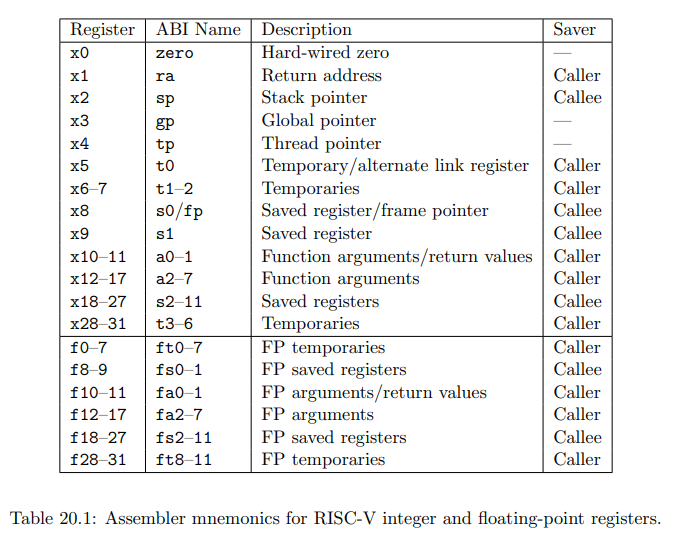 Register ABI Name Description Saver
x0 zero Hard-wired zero —
x1 ra Return address Caller
x2 sp Stack pointer Callee
x3 gp Global pointer —
x4 tp Thread pointer —
x5 t0 Temporary/alternate link register Caller
x6–7 t1–2 Temporaries Caller
x8 s0/fp Saved register/frame pointer Callee
x9 s1 Saved register Callee
x10–11 a0–1 Function arguments/return values Caller
x12–17 a2–7 Function arguments Caller
x18–27 s2–11 Saved registers Callee
x28–31 t3–6 Temporaries Caller
f0–7 ft0–7 FP temporaries Caller
f8–9 fs0–1 FP saved registers Callee
f10–11 fa0–1 FP arguments/return values Caller
f12–17 fa2–7 FP arguments Caller
f18–27 fs2–11 FP saved registers Callee
f28–31 ft8–11 FP temporaries Caller
Table 20.1: Assembler mnemonics for RISC-V integer and floating-point registers.